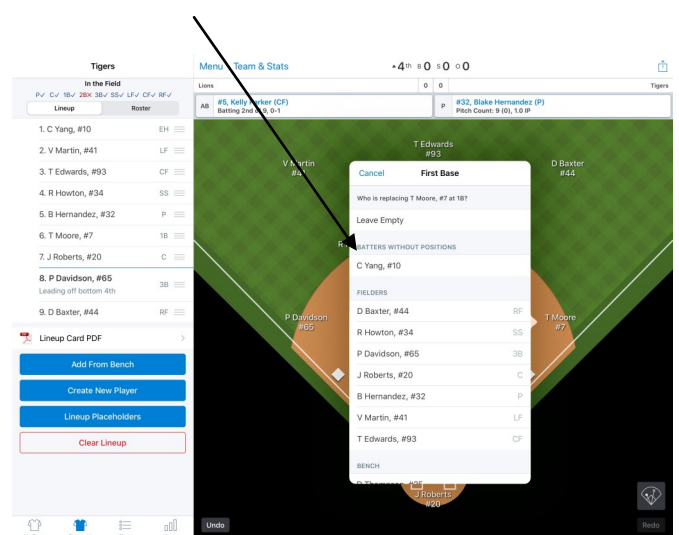 Tigers
In the Field
P✓ C✓ 1B✓ 2B✕ 3B✓ SS✓ LF✓ CF✓ RF✓
Lineup Roster
1. C Yang, #10 EH
2. V Martin, #41 LF
3. T Edwards, #93 CF
4. R Howton, #34 SS
5. B Hernandez, #32 P
6. T Moore, #7 1B
7. J Roberts, #20 C
8. P Davidson, #65 3B
Leading off bottom 4th
9. D Baxter, #44 RF
Lineup Card PDF
Add From Bench
Create New Player
Lineup Placeholders
Clear Lineup
Menu Team & Stats
4th B 0 S 0 O 0
Lions 0 0 Tigers
AB #5, Kelly Parker (CF)
Batting 2nd of 9, 0-1
P #32, Blake Hernandez (P)
Pitch Count: 9 (0), 1.0 IP
T Edwards
#93
V Martin
#41
D Baxter
#44
P Davidson
#65
T Moore
#7
Cancel First Base
Who is replacing T Moore, #7 at 1B?
Leave Empty
BATTERS WITHOUT POSITIONS
C Yang, #10
FIELDERS
D Baxter, #44 RF
R Howton, #34 SS
P Davidson, #65 3B
J Roberts, #20 C
B Hernandez, #32 P
V Martin, #41 LF
T Edwards, #93 CF
BENCH
J Roberts
#20
Undo
Redo